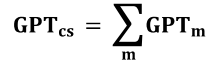 GPT_cs = ∑_m GPT_m